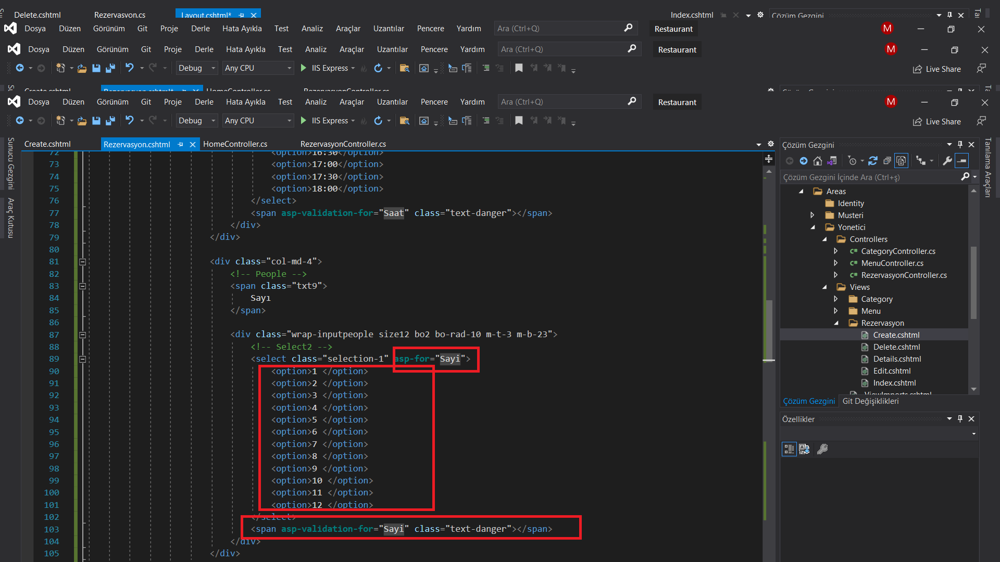 Delete.cshtml Rezervasyon.cs Layout.cshtml* Index.cshtml Çözüm Gezgini
Dosya Düzen Görünüm Git Proje Derle Hata Ayıkla Test Analiz Araçlar Uzantılar Pencere Yardım Ara (Ctrl+Q) Restaurant M
Dosya Düzen Görünüm Git Proje Derle Hata Ayıkla Test Analiz Araçlar Uzantılar Pencere Yardım Ara (Ctrl+Q) Restaurant M
Debug Any CPU IIS Express Live Share
Create.cshtml Rezervasyon.cshtml* HomeController.cs RezervasyonController.cs Çözüm Gezgini
Dosya Düzen Görünüm Git Proje Derle Hata Ayıkla Test Analiz Araçlar Uzantılar Pencere Yardım Ara (Ctrl+Q) Restaurant M
Debug Any CPU IIS Express Live Share
Sunucu Gezgini
Araç Kutusu
Create.cshtml Rezervasyon.cshtml HomeController.cs RezervasyonController.cs
72 <option>16:30</option>
73 <option>17:00</option>
74 <option>17:30</option>
75 <option>18:00</option>
76 </select>
77 <span asp-validation-for="Saat" class="text-danger"></span>
78 </div>
79 </div>
80
81 <div class="col-md-4">
82 <!-- People -->
83 <span class="txt9">
84 Sayı
85 </span>
86
87 <div class="wrap-inputpeople size12 bo2 bo-rad-10 m-t-3 m-b-23">
88 <!-- Select2 -->
89 <select class="selection-1" asp-for="Sayi">
90 <option>1 </option>
91 <option>2 </option>
92 <option>3 </option>
93 <option>4 </option>
94 <option>5 </option>
95 <option>6 </option>
96 <option>7 </option>
97 <option>8 </option>
98 <option>9 </option>
99 <option>10 </option>
100 <option>11 </option>
101 <option>12 </option>
102 </select>
103 <span asp-validation-for="Sayi" class="text-danger"></span>
104 </div>
105 </div>
Çözüm Gezgini
Çözüm Gezgini İçinde Ara (Ctrl+ş)
Areas
Identity
Musteri
Yonetici
Controllers
C# CategoryController.cs
C# MenuController.cs
C# RezervasyonController.cs
Views
Category
Menu
Rezervasyon
Create.cshtml
Delete.cshtml
Details.cshtml
Edit.cshtml
Index.cshtml
_ViewImports.cshtml
Çözüm Gezgini Git Değişiklikleri
Özellikler
Tanılama Araçları